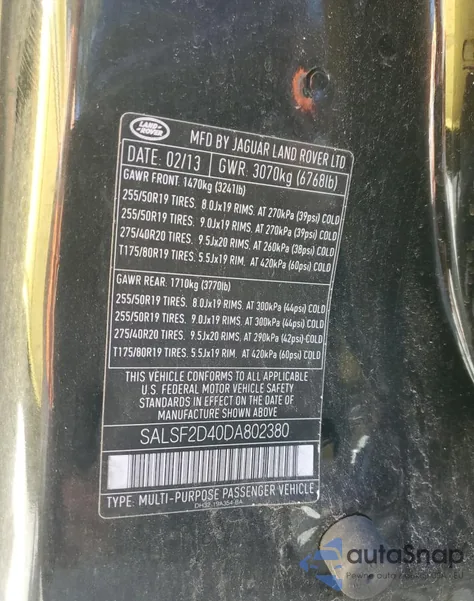 LAND ROVER
MFD BY JAGUAR LAND ROVER LTD
DATE: 02/13 GWR: 3070kg (6768lb)
GAWR FRONT: 1470kg (3241lb)
255/50R19 TIRES. 8.0Jx19 RIMS. AT 270kPa (39psi) COLD
255/50R19 TIRES. 9.0Jx19 RIMS. AT 270kPa (39psi) COLD
275/40R20 TIRES. 9.5Jx20 RIMS. AT 260kPa (38psi) COLD
T175/80R19 TIRES. 5.5Jx19 RIM. AT 420kPa (60psi) COLD
GAWR REAR: 1710kg (3770lb)
255/50R19 TIRES. 8.0Jx19 RIMS. AT 300kPa (44psi) COLD
255/50R19 TIRES. 9.0Jx19 RIMS. AT 300kPa (44psi) COLD
275/40R20 TIRES. 9.5Jx20 RIMS. AT 290kPa (42psi) COLD
T175/80R19 TIRES. 5.5Jx19 RIM. AT 420kPa (60psi) COLD
THIS VEHICLE CONFORMS TO ALL APPLICABLE
U.S. FEDERAL MOTOR VEHICLE SAFETY
STANDARDS IN EFFECT ON THE DATE OF
MANUFACTURE SHOWN ABOVE
SALSF2D40DA802380
TYPE: MULTI-PURPOSE PASSENGER VEHICLE
autoSnap
Pewne auto